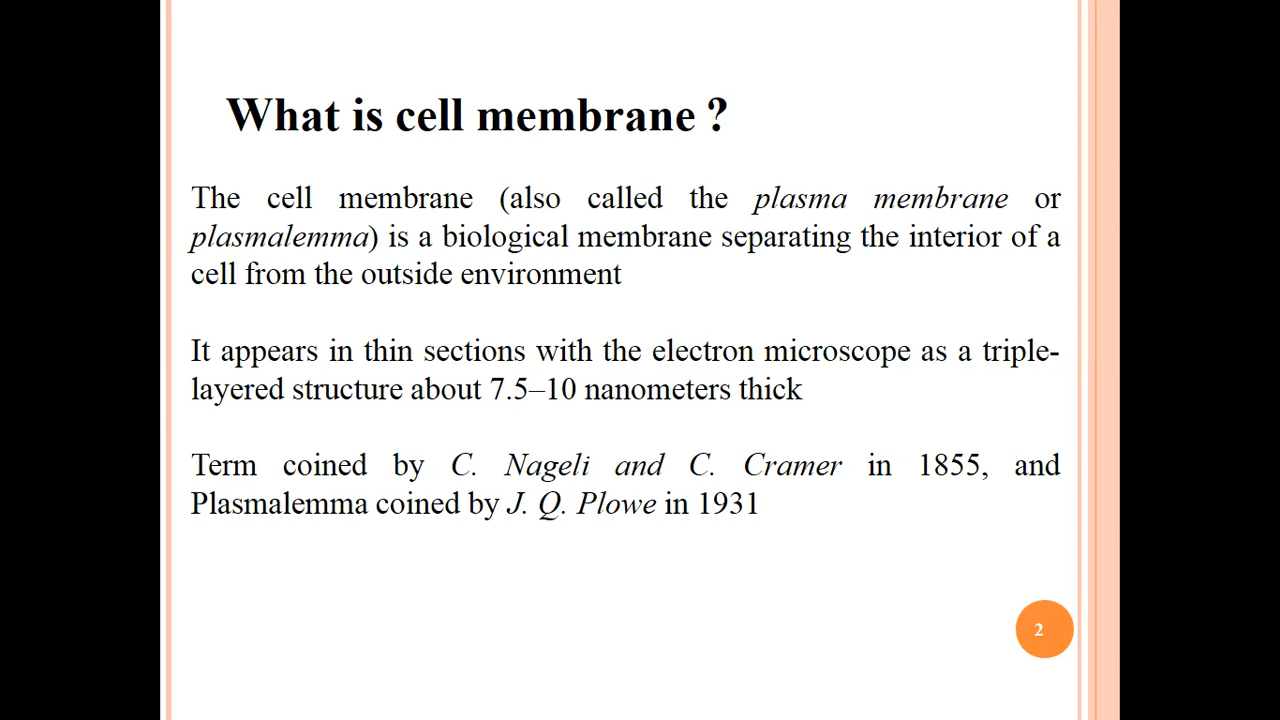 What is cell membrane ?
The cell membrane (also called the plasma membrane or
plasmalemma) is a biological membrane separating the interior of a
cell from the outside environment
It appears in thin sections with the electron microscope as a triple-
layered structure about 7.5–10 nanometers thick
Term coined by C. Nageli and C. Cramer in 1855, and
Plasmalemma coined by J. Q. Plowe in 1931
2